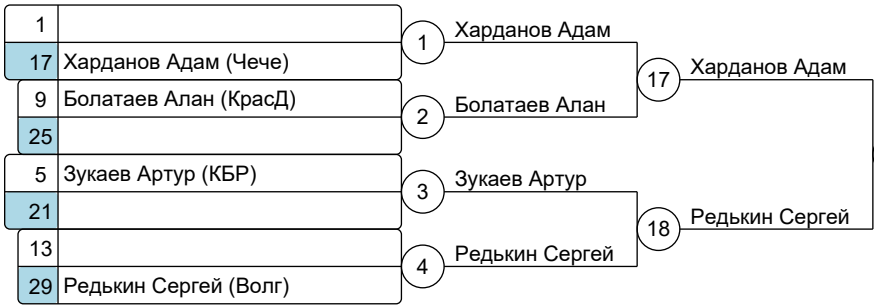 1
17 Харданов Адам (Чече)
9 Болатаев Алан (КрасД)
25
5 Зукаев Артур (КБР)
21
13
29 Редькин Сергей (Волг)
1 Харданов Адам
2 Болатаев Алан
3 Зукаев Артур
4 Редькин Сергей
17 Харданов Адам
18 Редькин Сергей